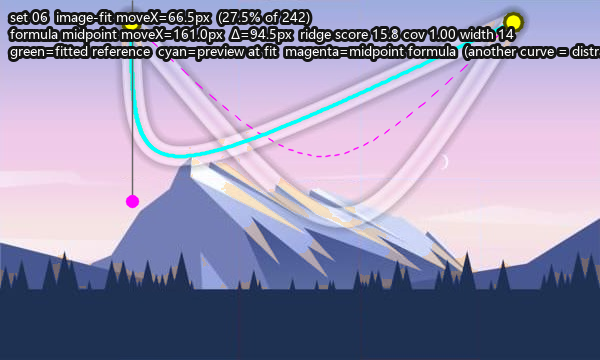 set 06  image-fit moveX=66.5px  (27.5% of 242)
formula midpoint moveX=161.0px  Δ=94.5px  ridge score 15.8 cov 1.00 width 14
green=fitted reference  cyan=preview at fit  magenta=midpoint formula  (another curve = distra